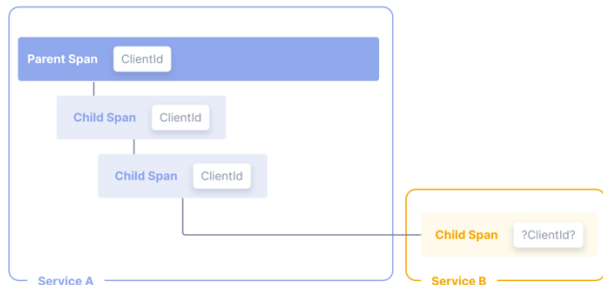 Parent Span ClientId
Child Span ClientId
Child Span ClientId
Child Span ?ClientId?
Service A Service B